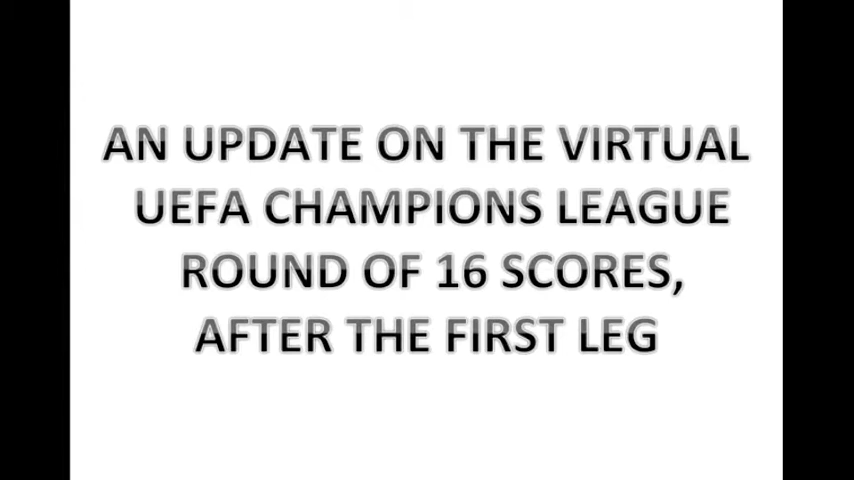 AN UPDATE ON THE VIRTUAL
UEFA CHAMPIONS LEAGUE
ROUND OF 16 SCORES,
AFTER THE FIRST LEG